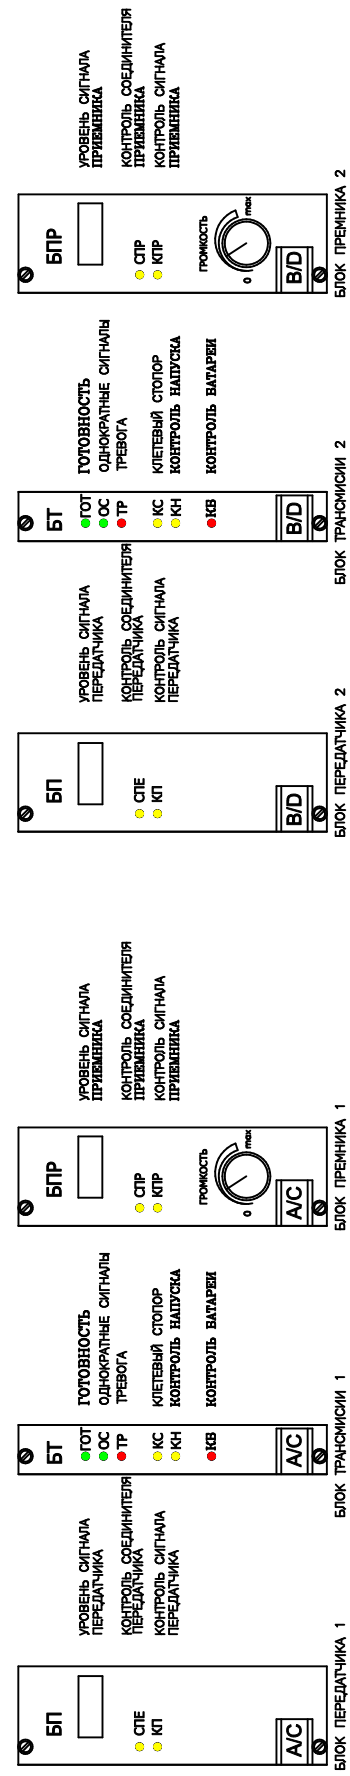 БП
СПЕ
КП
A/C
УРОВЕНЬ СИГНАЛА
ПЕРЕДАТЧИКА
КОНТРОЛЬ СОЕДИНИТЕЛЯ
ПЕРЕДАТЧИКА
КОНТРОЛЬ СИГНАЛА
ПЕРЕДАТЧИКА
БЛОК ПЕРЕДАТЧИКА 1
БТ
ГОТ
ОС
ТР
КС
КН
КВ
A/C
ГОТОВНОСТЬ
ОДНОКРАТНЫЕ СИГНАЛЫ
ТРЕВОГА
КЛЕТЕВЫЙ СТОПОР
КОНТРОЛЬ НАПУСКА
КОНТРОЛЬ ВАТАРЕИ
БЛОК ТРАНСМИСИИ 1
БПР
СПР
КПР
ГРОМКОСТЬ
0
max
A/C
УРОВЕНЬ СИГНАЛА
ПРИЕМНИКА
КОНТРОЛЬ СОЕДИНИТЕЛЯ
ПРИЕМНИКА
КОНТРОЛЬ СИГНАЛА
ПРИЕМНИКА
БЛОК ПРЕМНИКА 1
БП
СПЕ
КП
B/D
УРОВЕНЬ СИГНАЛА
ПЕРЕДАТЧИКА
КОНТРОЛЬ СОЕДИНИТЕЛЯ
ПЕРЕДАТЧИКА
КОНТРОЛЬ СИГНАЛА
ПЕРЕДАТЧИКА
БЛОК ПЕРЕДАТЧИКА 2
БТ
ГОТ
ОС
ТР
КС
КН
КВ
B/D
ГОТОВНОСТЬ
ОДНОКРАТНЫЕ СИГНАЛЫ
ТРЕВОГА
КЛЕТЕВЫЙ СТОПОР
КОНТРОЛЬ НАПУСКА
КОНТРОЛЬ ВАТАРЕИ
БЛОК ТРАНСМИСИИ 2
БПР
СПР
КПР
ГРОМКОСТЬ
0
max
B/D
УРОВЕНЬ СИГНАЛА
ПРИЕМНИКА
КОНТРОЛЬ СОЕДИНИТЕЛЯ
ПРИЕМНИКА
КОНТРОЛЬ СИГНАЛА
ПРИЕМНИКА
БЛОК ПРЕМНИКА 2